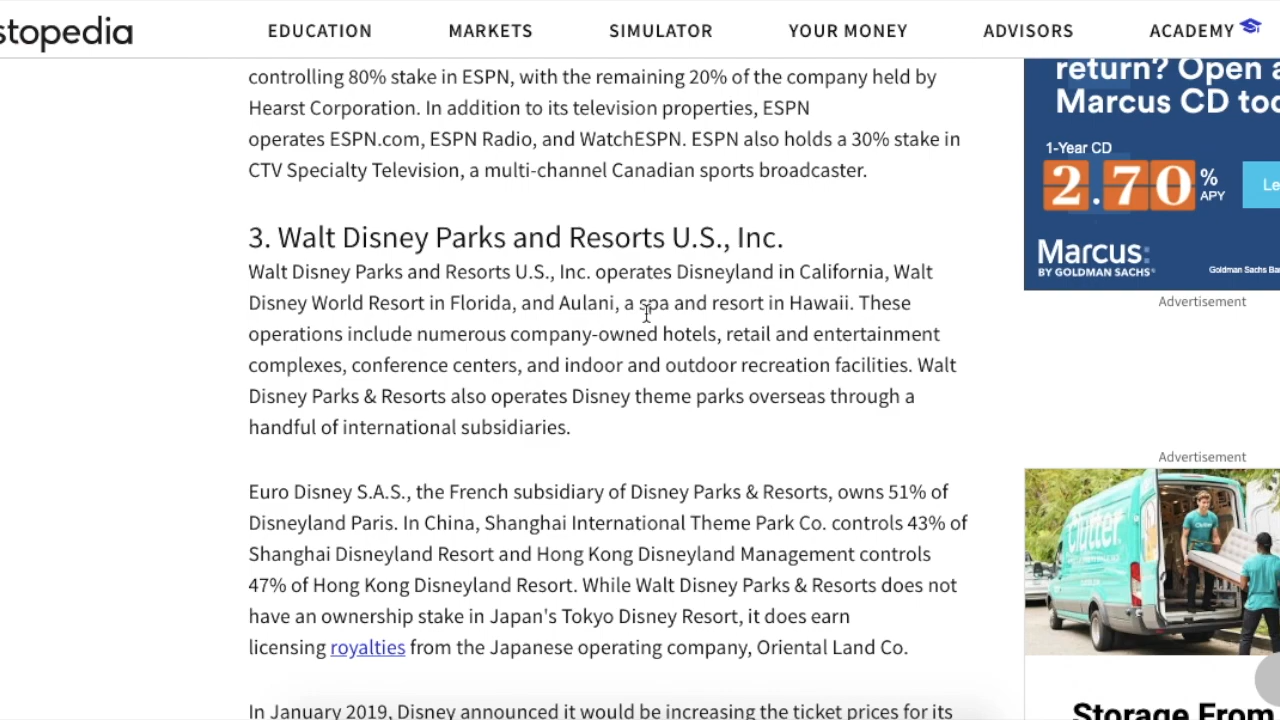 stopedia
EDUCATION
MARKETS
SIMULATOR
YOUR MONEY
ADVISORS
ACADEMY
controlling 80% stake in ESPN, with the remaining 20% of the company held by
Hearst Corporation. In addition to its television properties, ESPN
operates ESPN.com, ESPN Radio, and WatchESPN. ESPN also holds a 30% stake in
CTV Specialty Television, a multi-channel Canadian sports broadcaster.
3. Walt Disney Parks and Resorts U.S., Inc.
Walt Disney Parks and Resorts U.S., Inc. operates Disneyland in California, Walt
Disney World Resort in Florida, and Aulani, a spa and resort in Hawaii. These
operations include numerous company-owned hotels, retail and entertainment
complexes, conference centers, and indoor and outdoor recreation facilities. Walt
Disney Parks & Resorts also operates Disney theme parks overseas through a
handful of international subsidiaries.
Euro Disney S.A.S., the French subsidiary of Disney Parks & Resorts, owns 51% of
Disneyland Paris. In China, Shanghai International Theme Park Co. controls 43% of
Shanghai Disneyland Resort and Hong Kong Disneyland Management controls
47% of Hong Kong Disneyland Resort. While Walt Disney Parks & Resorts does not
have an ownership stake in Japan's Tokyo Disney Resort, it does earn
licensing royalties from the Japanese operating company, Oriental Land Co.
In January 2019, Disney announced it would be increasing the ticket prices for its
return? Open a
Marcus CD too
1-Year CD
2.70 % APY
Le
Marcus:
BY GOLDMAN SACHS®
Goldman Sachs Ba
Advertisement
Advertisement
Clutter
Clutter
Storage From